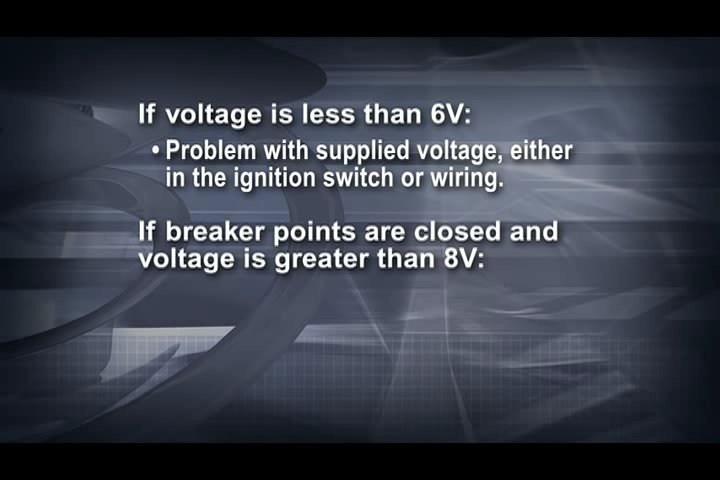 If voltage is less than 6V:
• Problem with supplied voltage, either
in the ignition switch or wiring.
If breaker points are closed and
voltage is greater than 8V: